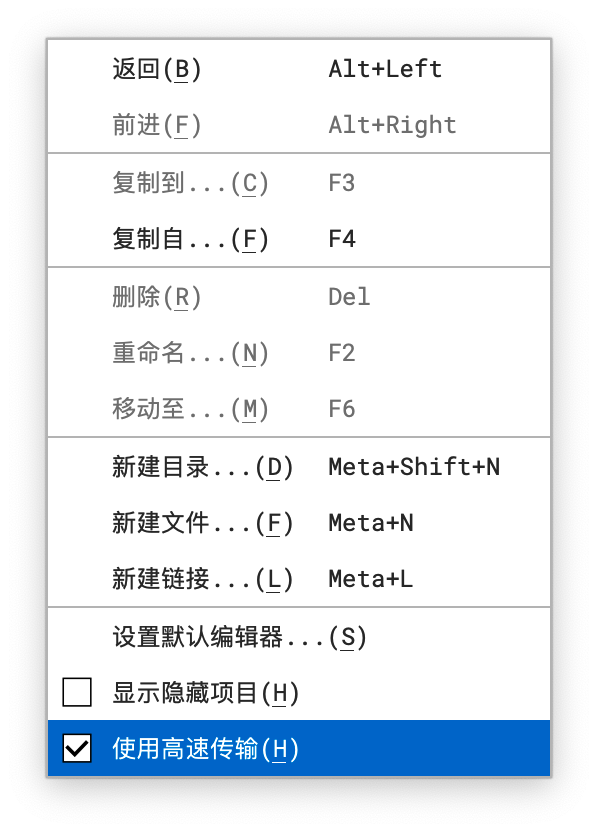 返回(B) Alt+Left
前进(F) Alt+Right
复制到...(C) F3
复制自...(F) F4
删除(R) Del
重命名...(N) F2
移动至...(M) F6
新建目录...(D) Meta+Shift+N
新建文件...(F) Meta+N
新建链接...(L) Meta+L
设置默认编辑器...(S)
显示隐藏项目(H)
使用高速传输(H)